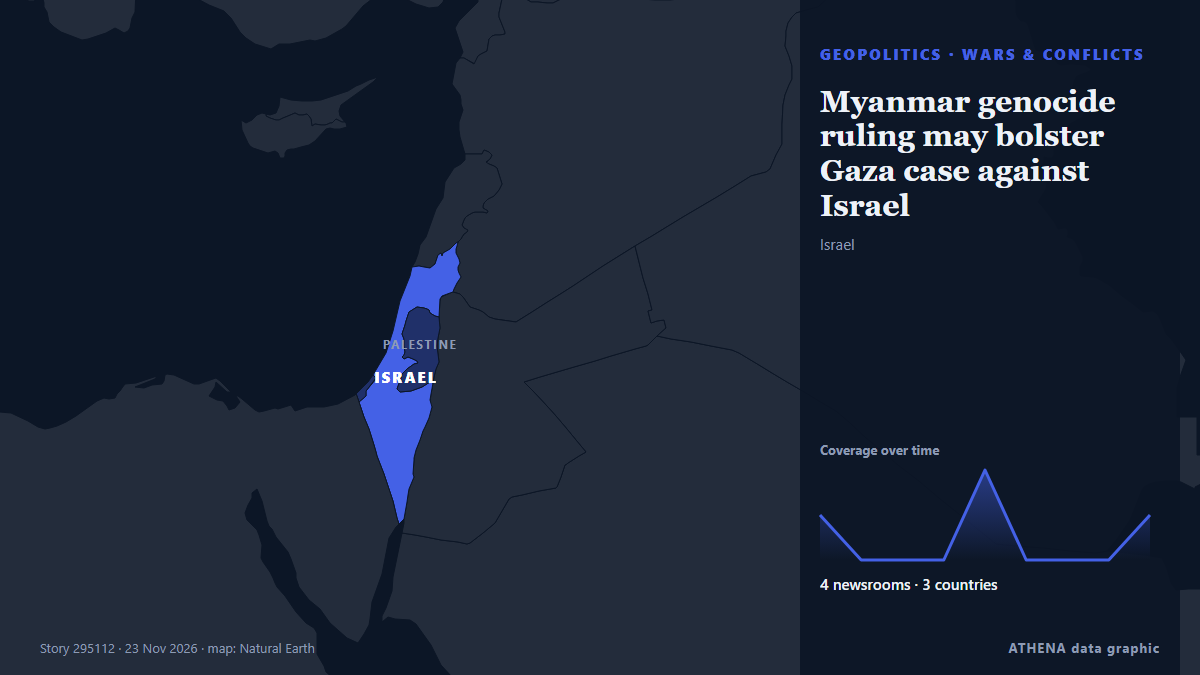 GEOPOLITICS · WARS & CONFLICTS
Myanmar genocide
ruling may bolster
Gaza case against
Israel
Israel
PALESTINE
ISRAEL
Coverage over time
4 newsrooms · 3 countries
Story 295112 · 23 Nov 2026 · map: Natural Earth
ATHENA data graphic